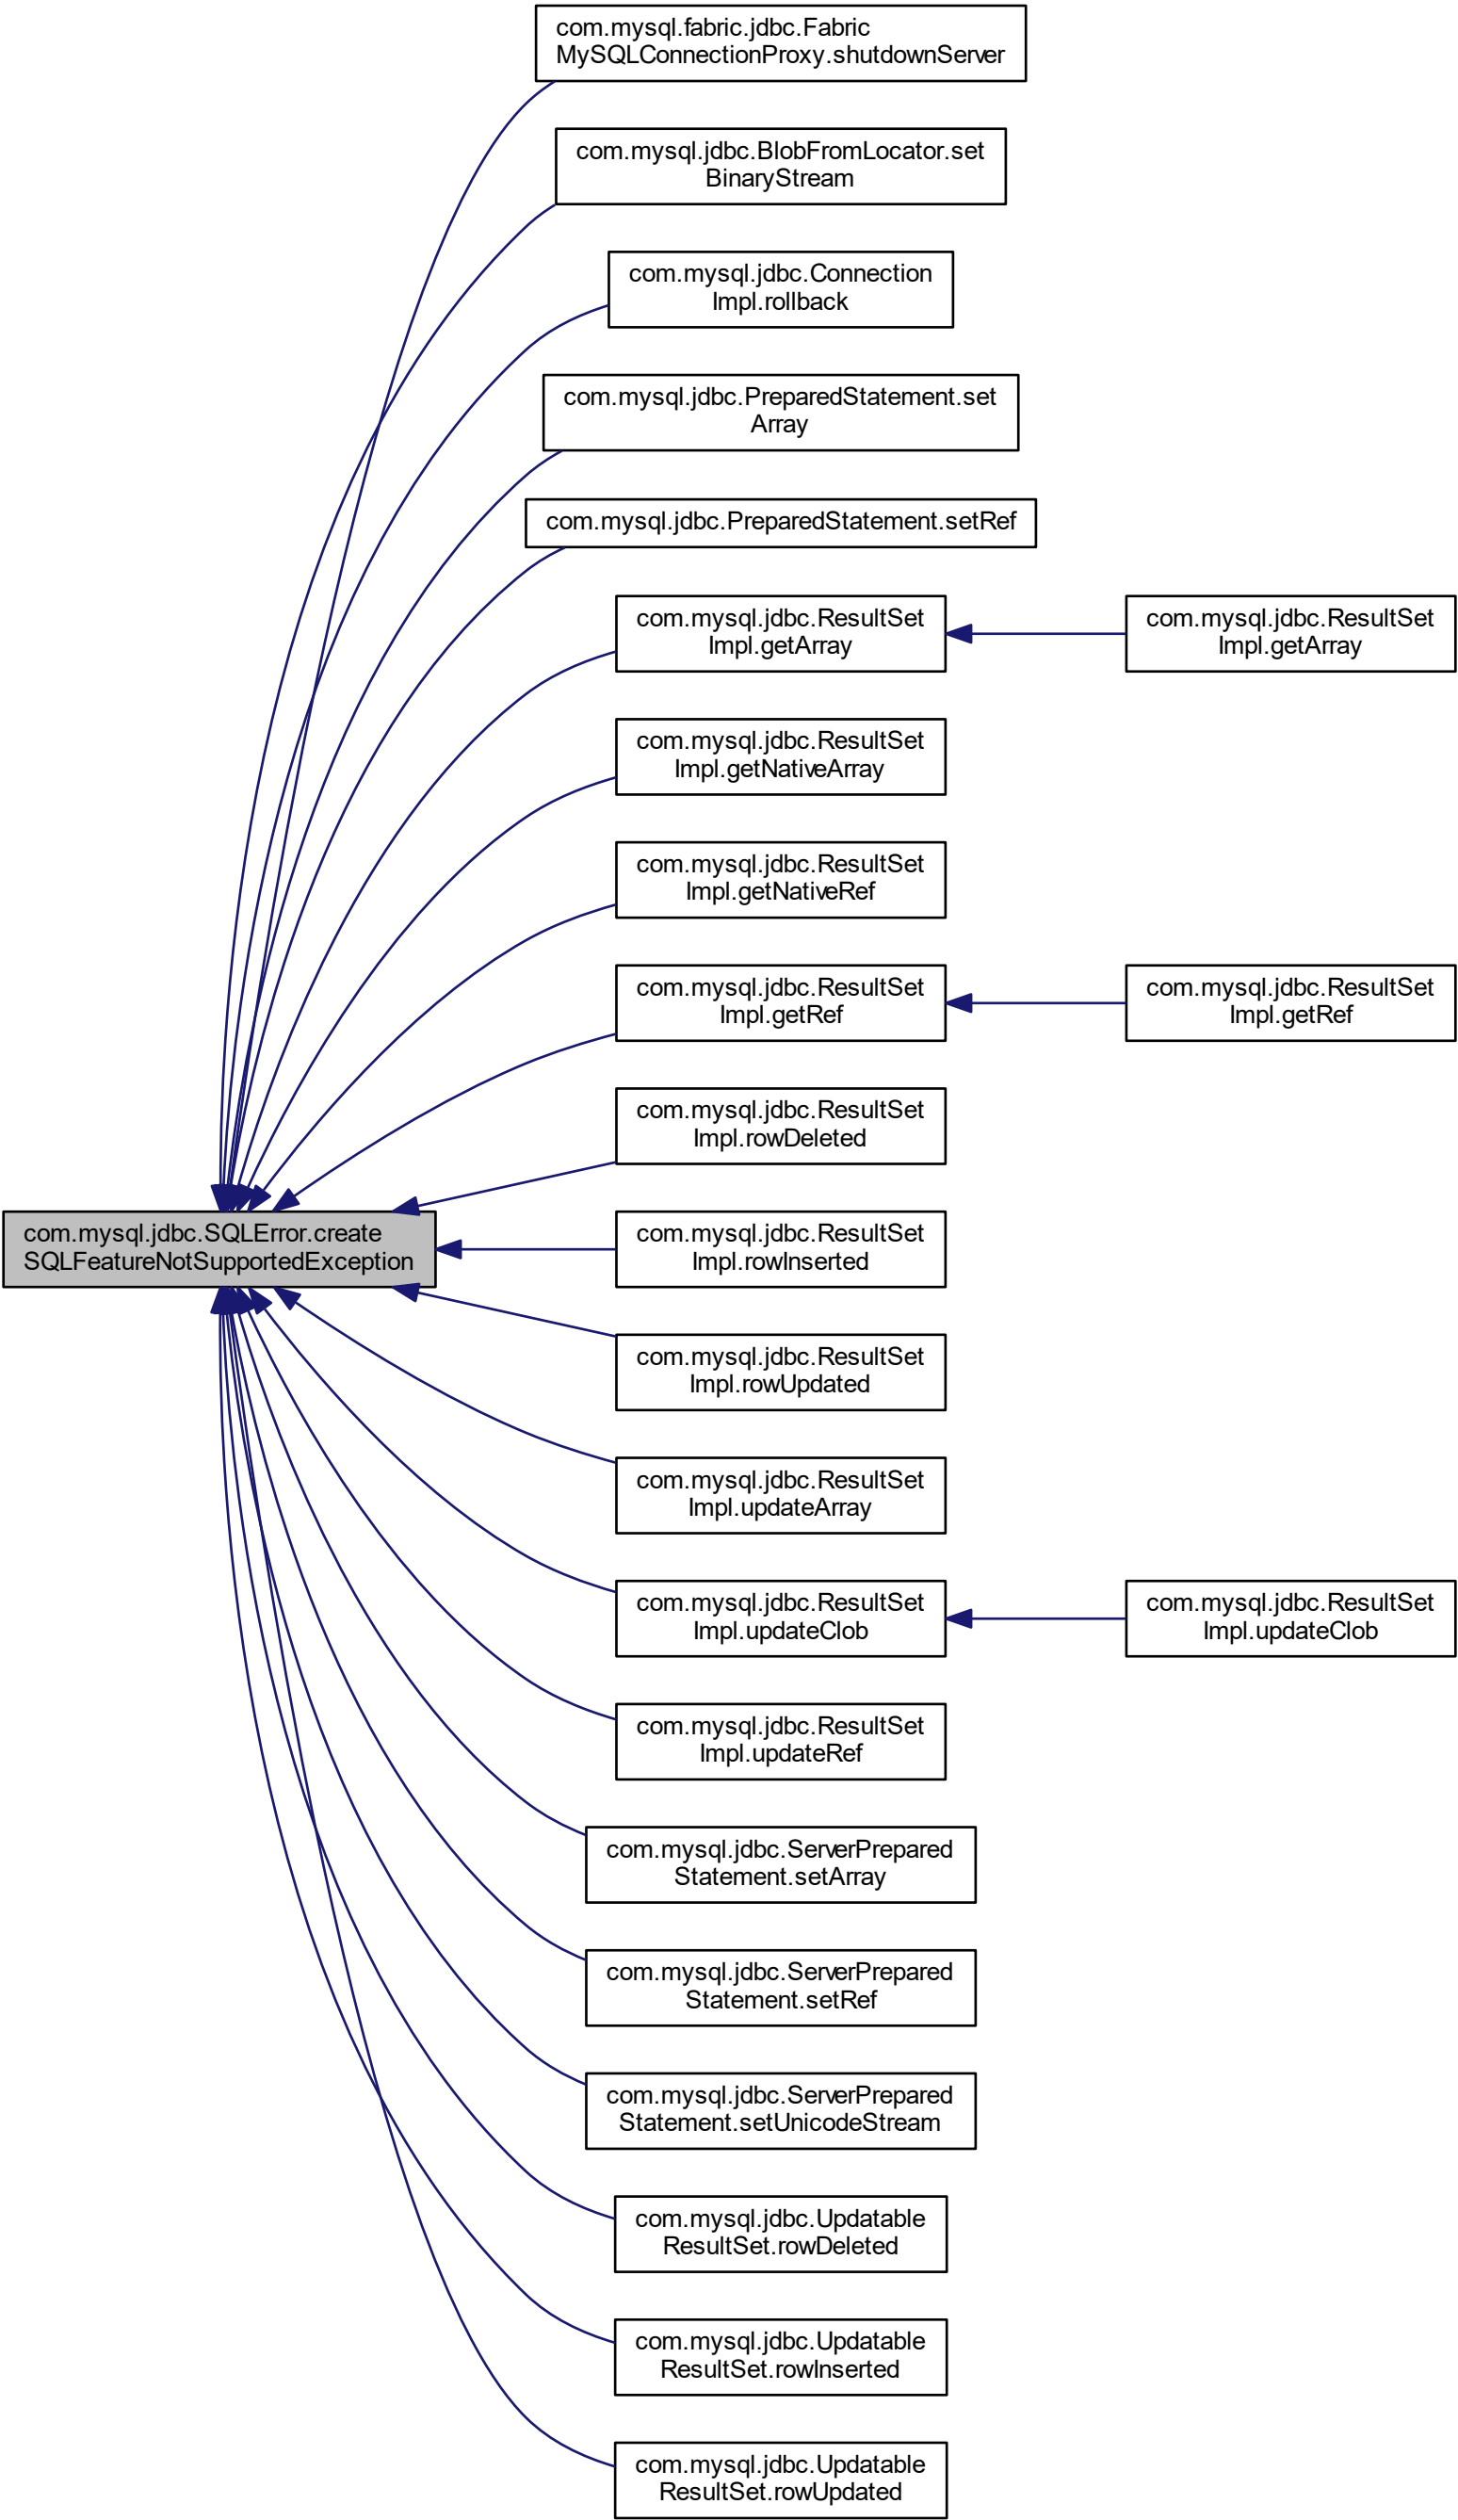 com.mysql.fabric.jdbc.Fabric
MySQLConnectionProxy.shutdownServer
com.mysql.jdbc.BlobFromLocator.set
BinaryStream
com.mysql.jdbc.Connection
Impl.rollback
com.mysql.jdbc.PreparedStatement.set
Array
com.mysql.jdbc.PreparedStatement.setRef
com.mysql.jdbc.ResultSet
Impl.getArray
com.mysql.jdbc.ResultSet
Impl.getArray
com.mysql.jdbc.ResultSet
Impl.getNativeArray
com.mysql.jdbc.ResultSet
Impl.getNativeRef
com.mysql.jdbc.ResultSet
Impl.getRef
com.mysql.jdbc.ResultSet
Impl.getRef
com.mysql.jdbc.ResultSet
Impl.rowDeleted
com.mysql.jdbc.SQLError.create
SQLFeatureNotSupportedException
com.mysql.jdbc.ResultSet
Impl.rowInserted
com.mysql.jdbc.ResultSet
Impl.rowUpdated
com.mysql.jdbc.ResultSet
Impl.updateArray
com.mysql.jdbc.ResultSet
Impl.updateClob
com.mysql.jdbc.ResultSet
Impl.updateClob
com.mysql.jdbc.ResultSet
Impl.updateRef
com.mysql.jdbc.ServerPrepared
Statement.setArray
com.mysql.jdbc.ServerPrepared
Statement.setRef
com.mysql.jdbc.ServerPrepared
Statement.setUnicodeStream
com.mysql.jdbc.Updatable
ResultSet.rowDeleted
com.mysql.jdbc.Updatable
ResultSet.rowInserted
com.mysql.jdbc.Updatable
ResultSet.rowUpdated